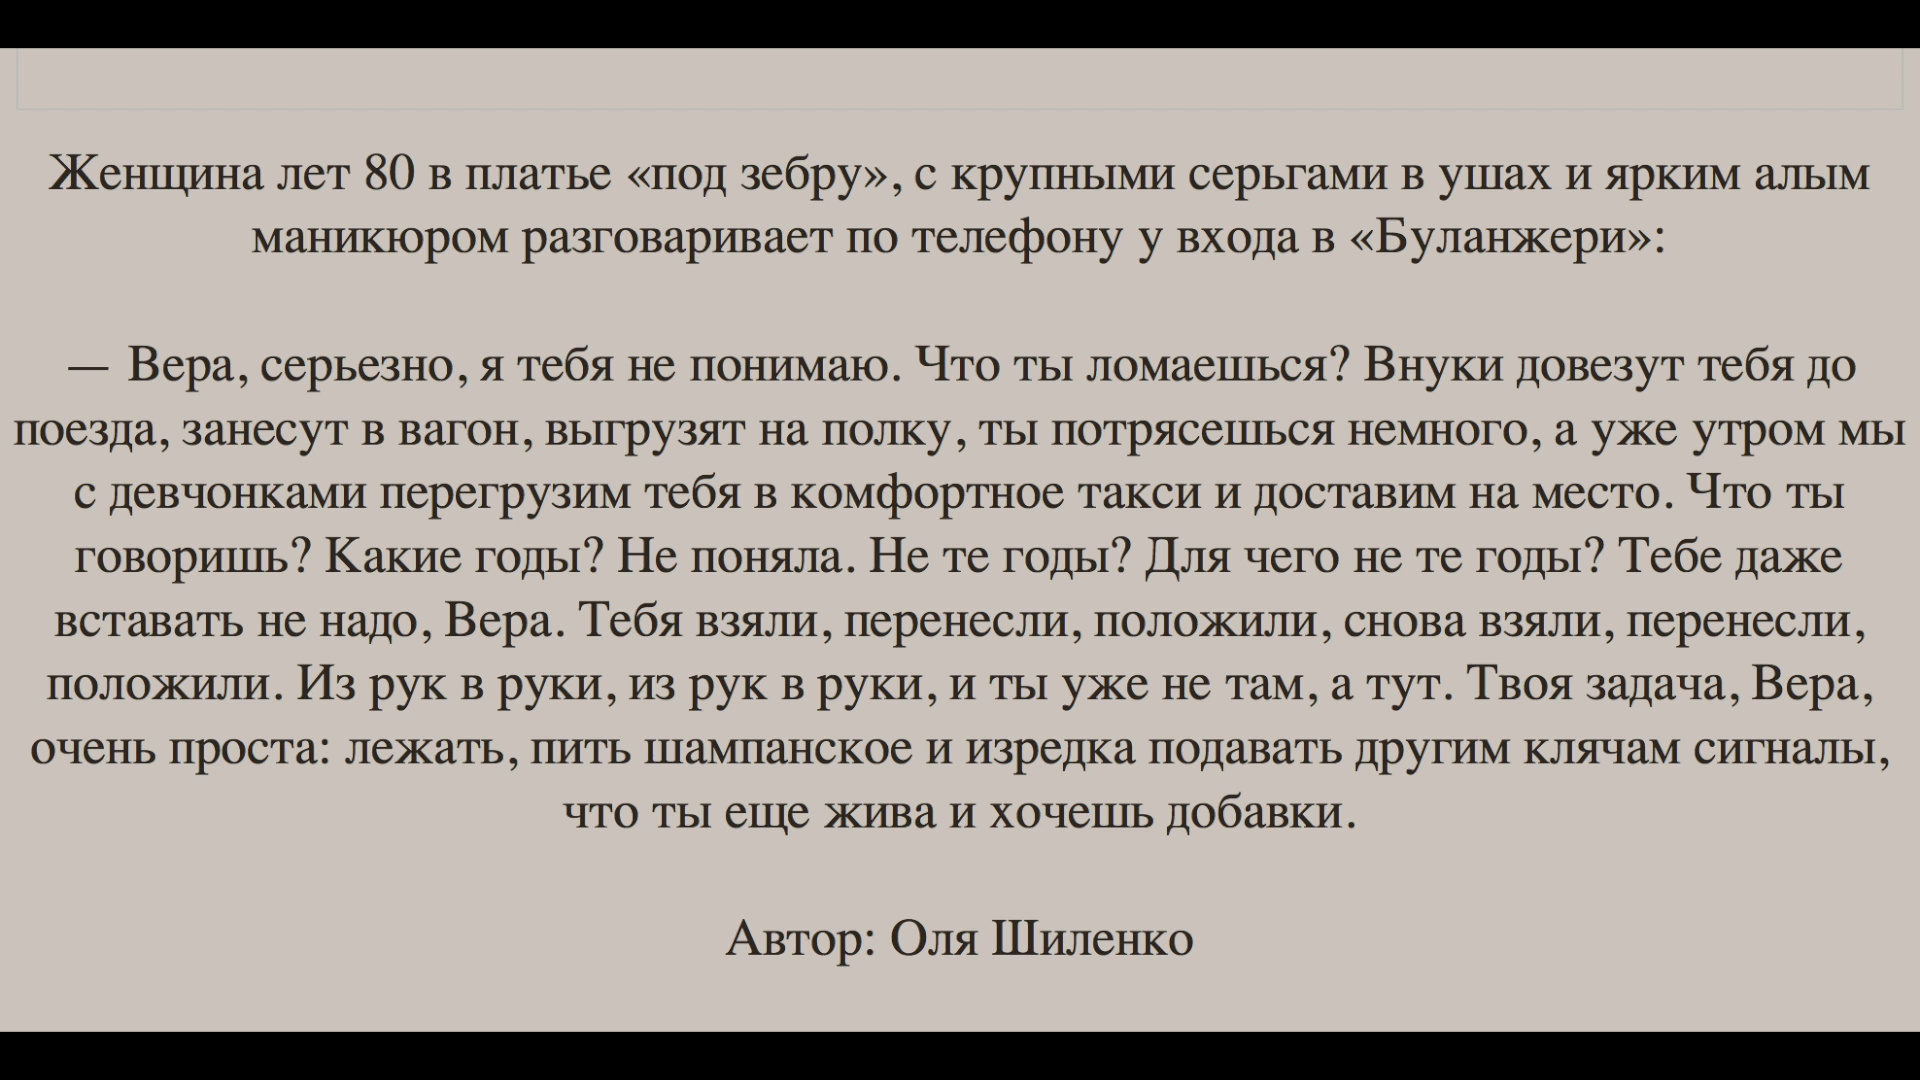 Женщина лет 80 в платье «под зебру», с крупными серьгами в ушах и ярким алым
маникюром разговаривает по телефону у входа в «Буланжери»:
— Вера, серьезно, я тебя не понимаю. Что ты ломаешься? Внуки довезут тебя до
поезда, занесут в вагон, выгрузят на полку, ты потрясешься немного, а уже утром мы
с девчонками перегрузим тебя в комфортное такси и доставим на место. Что ты
говоришь? Какие годы? Не поняла. Не те годы? Для чего не те годы? Тебе даже
вставать не надо, Вера. Тебя взяли, перенесли, положили, снова взяли, перенесли,
положили. Из рук в руки, из рук в руки, и ты уже не там, а тут. Твоя задача, Вера,
очень проста: лежать, пить шампанское и изредка подавать другим клячам сигналы,
что ты еще жива и хочешь добавки.
Автор: Оля Шиленко